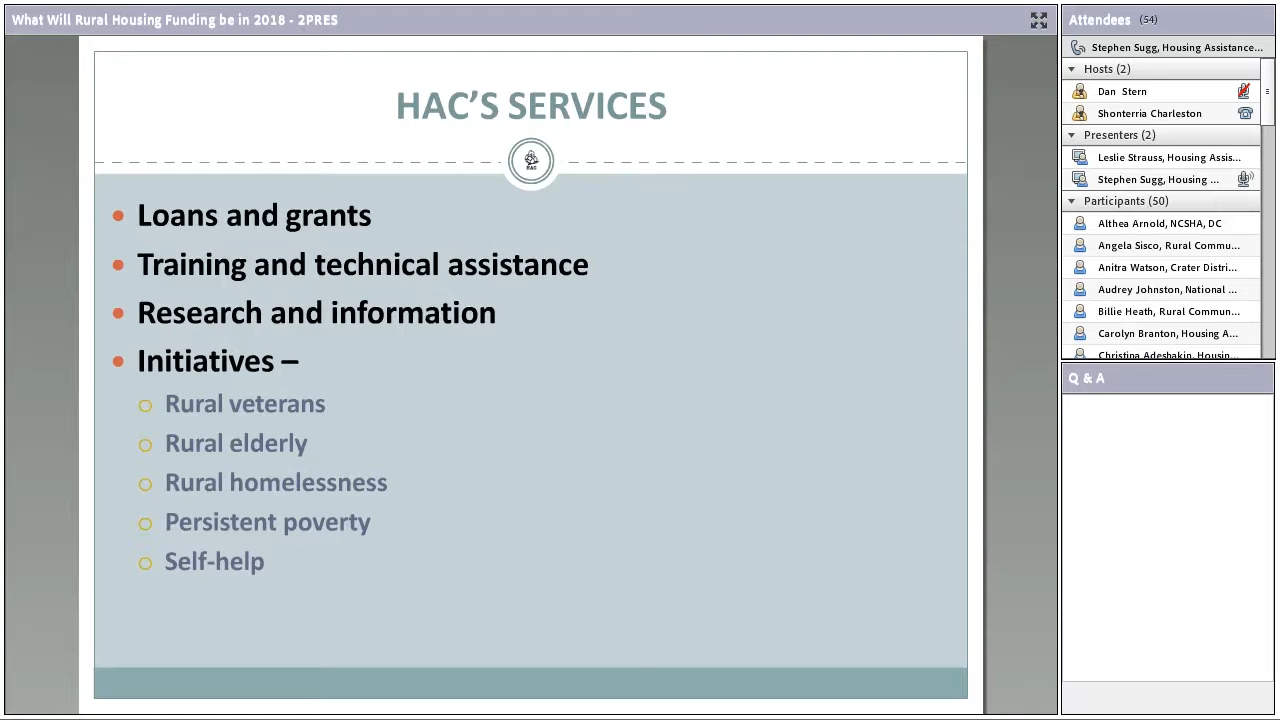 What Will Rural Housing Funding be in 2018 - 2PRES
HAC'S SERVICES
HAC
• Loans and grants
• Training and technical assistance
• Research and information
• Initiatives –
o Rural veterans
o Rural elderly
o Rural homelessness
o Persistent poverty
o Self-help
Attendees (54)
Stephen Sugg, Housing Assistance...
Hosts (2)
Dan Stern
Shonterria Charleston
Presenters (2)
Leslie Strauss, Housing Assis...
Stephen Sugg, Housing ...
Participants (50)
Althea Arnold, NCSHA, DC
Angela Sisco, Rural Commu...
Anitra Watson, Crater Distri...
Audrey Johnston, National ...
Billie Heath, Rural Commun...
Carolyn Branton, Housing A...
Christina Adeshakin, Housin...
Q & A